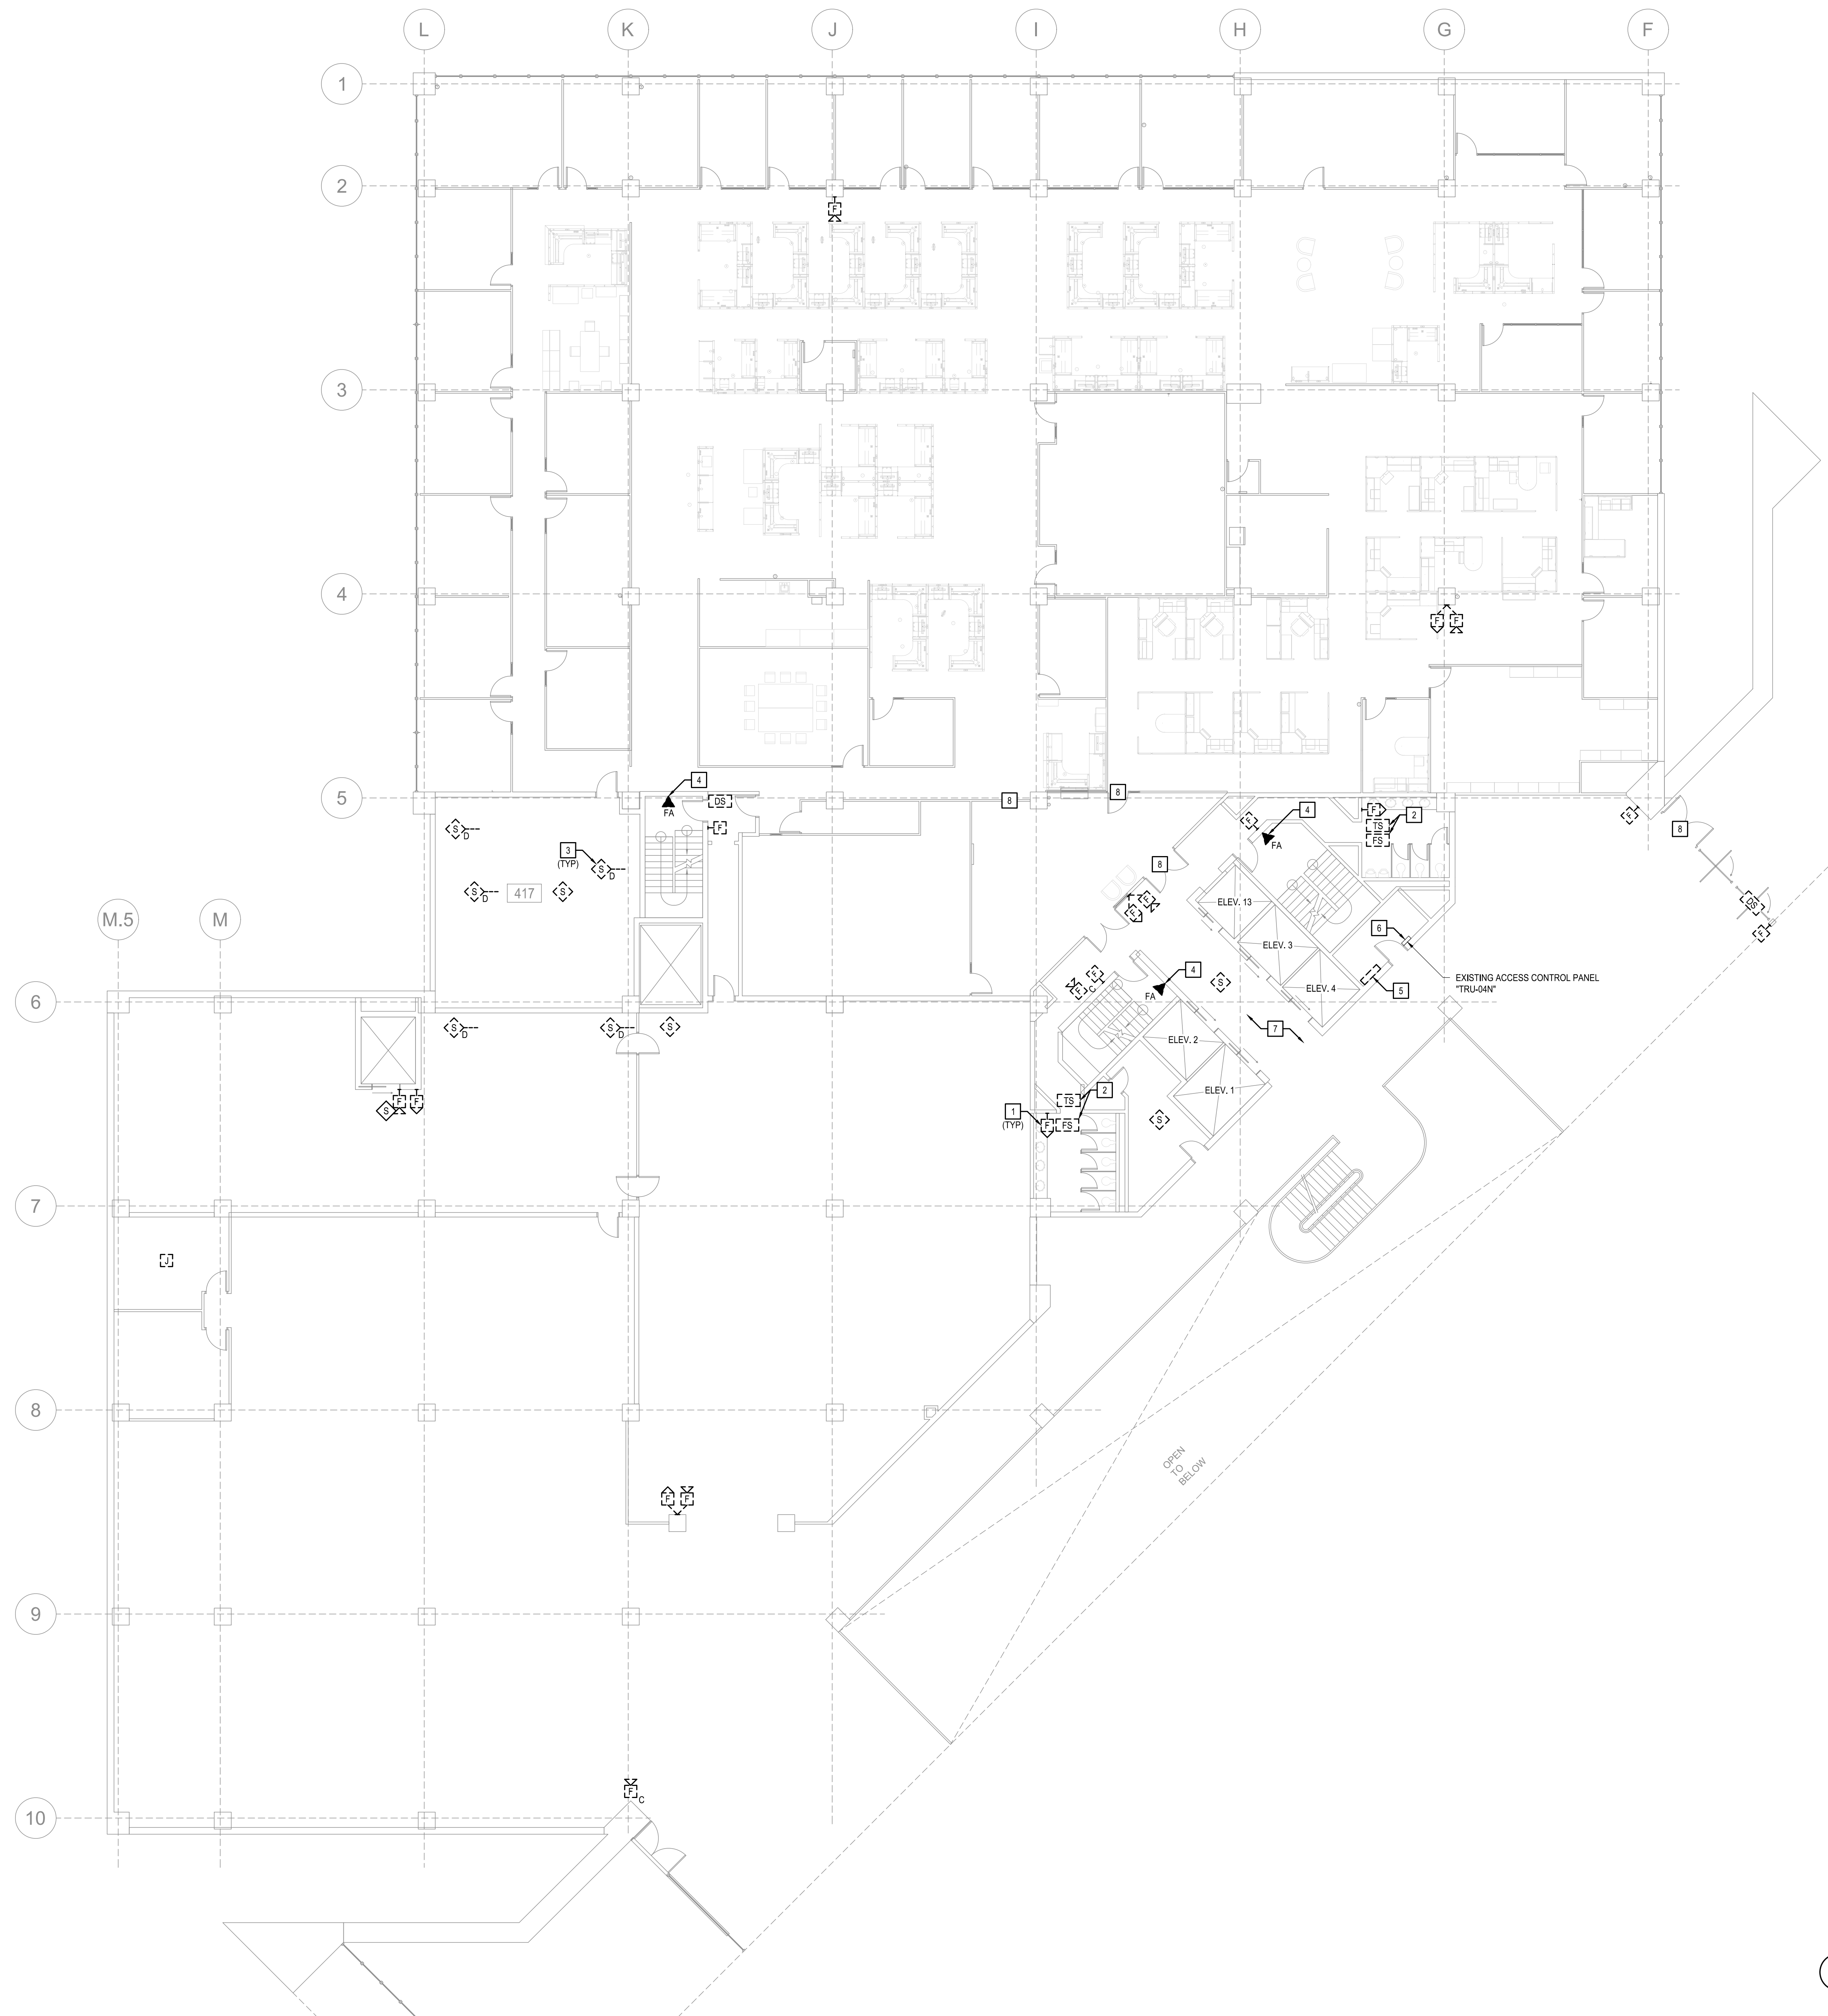 L K J I H G F
1
2
F
3
4
F F
5
4
FA
DS
F
8
8
F
4
FA
F
TS
FS
2
F
8
S D
3
(TYP)
S D
S D
417
S
8
F
F
ELEV. 13
DS
F
M.5 M
ELEV. 3
6
EXISTING ACCESS CONTROL PANEL
"TRU-04N"
F
F C
4
FA
S
ELEV. 4
5
6
S D
S D
S
7
ELEV. 2
ELEV. 1
S
F
F
TS
2
1
(TYP)
F
FS
S
7
J
8
OPEN
TO
BELOW
F F
9
F C
10